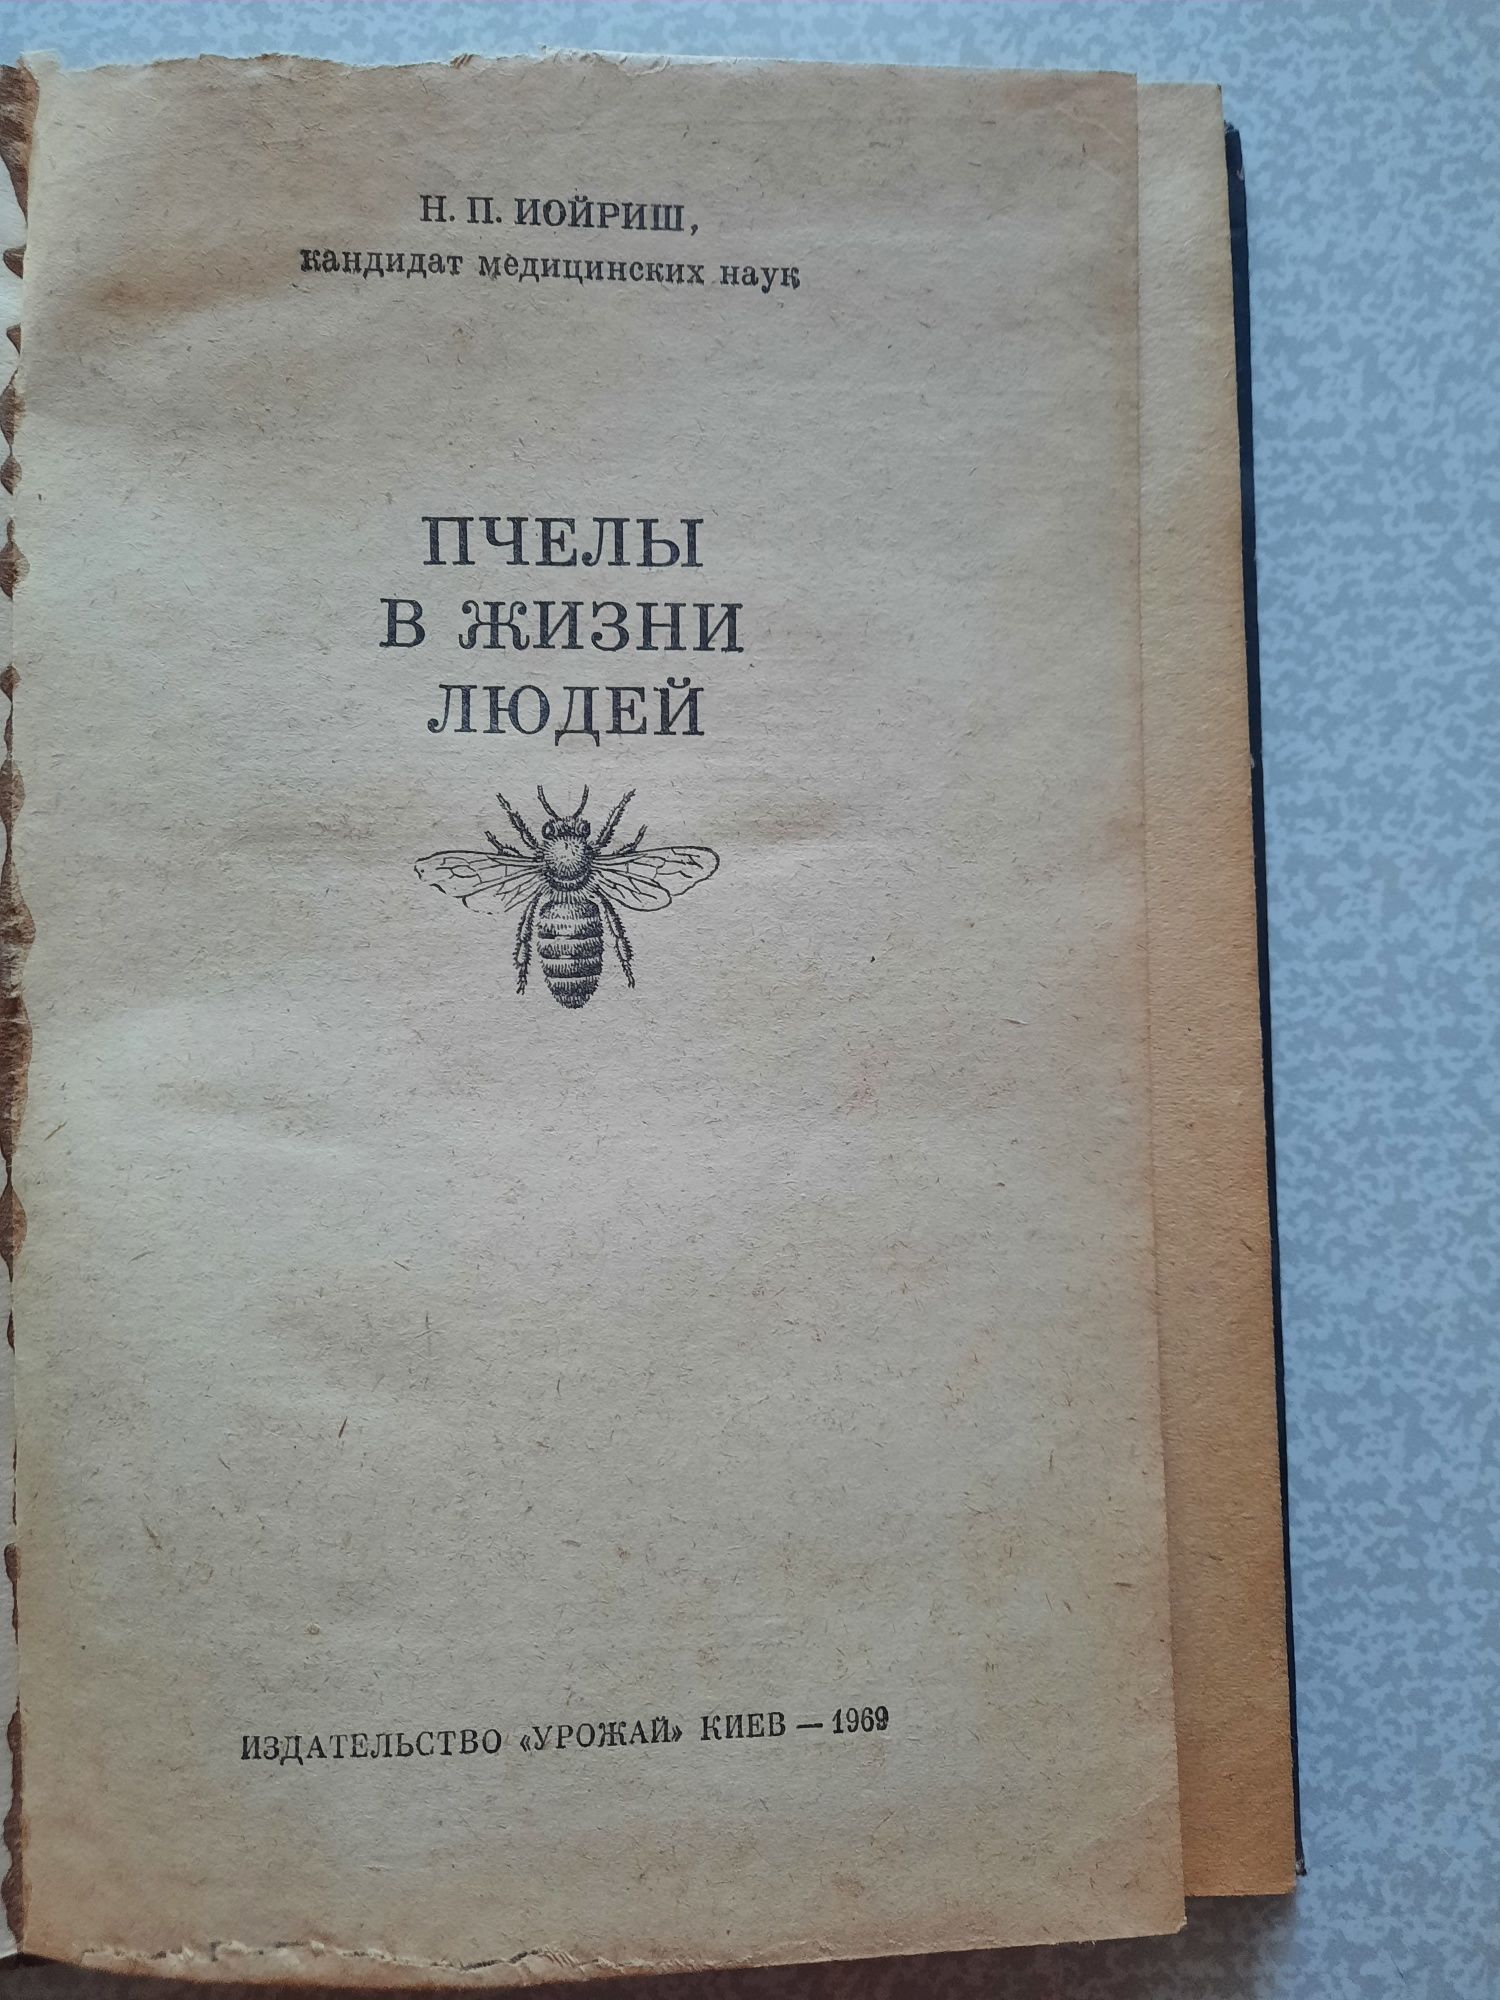 Н. П. ИОЙРИШ,
кандидат медицинских наук
ПЧЕЛЫ
В ЖИЗНИ
ЛЮДЕЙ
ИЗДАТЕЛЬСТВО «УРОЖАЙ» КИЕВ — 1969